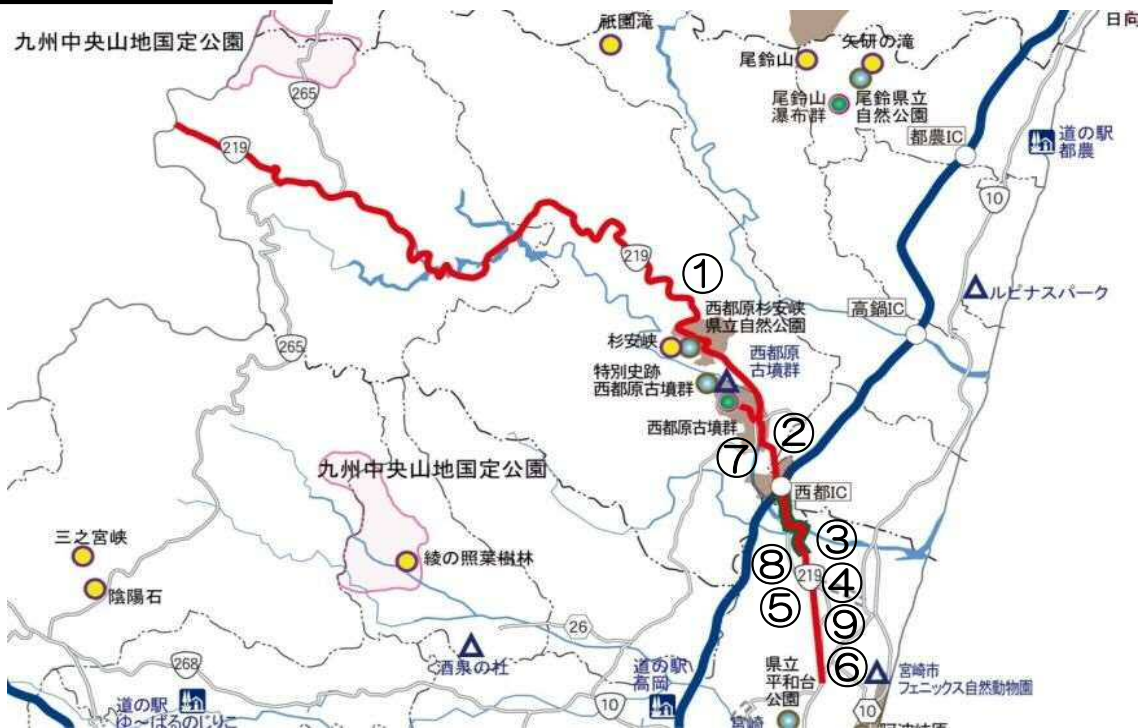 九州中央山地国定公園
265
219
祇園滝
尾鈴山
矢研の滝
日向
尾鈴山
瀑布群
尾鈴県立
自然公園
都農IC
道の駅
都農
10
219
①
西都原杉安峡
県立自然公園
高鍋IC
ルピナスパーク
杉安峡
西都原
古墳群
特別史跡
西都原古墳群
265
西都原古墳群
②
⑦
九州中央山地国定公園
西都IC
三之宮峡
陰陽石
綾の照葉樹林
③
⑧
219
④
⑤
⑨
26
⑥
268
酒泉の杜
道の駅
高岡
県立
平和台
公園
宮崎市
フェニックス自然動物園
道の駅
ゆ~ぱるのじりこ
10
10
宮崎
阿波岐原